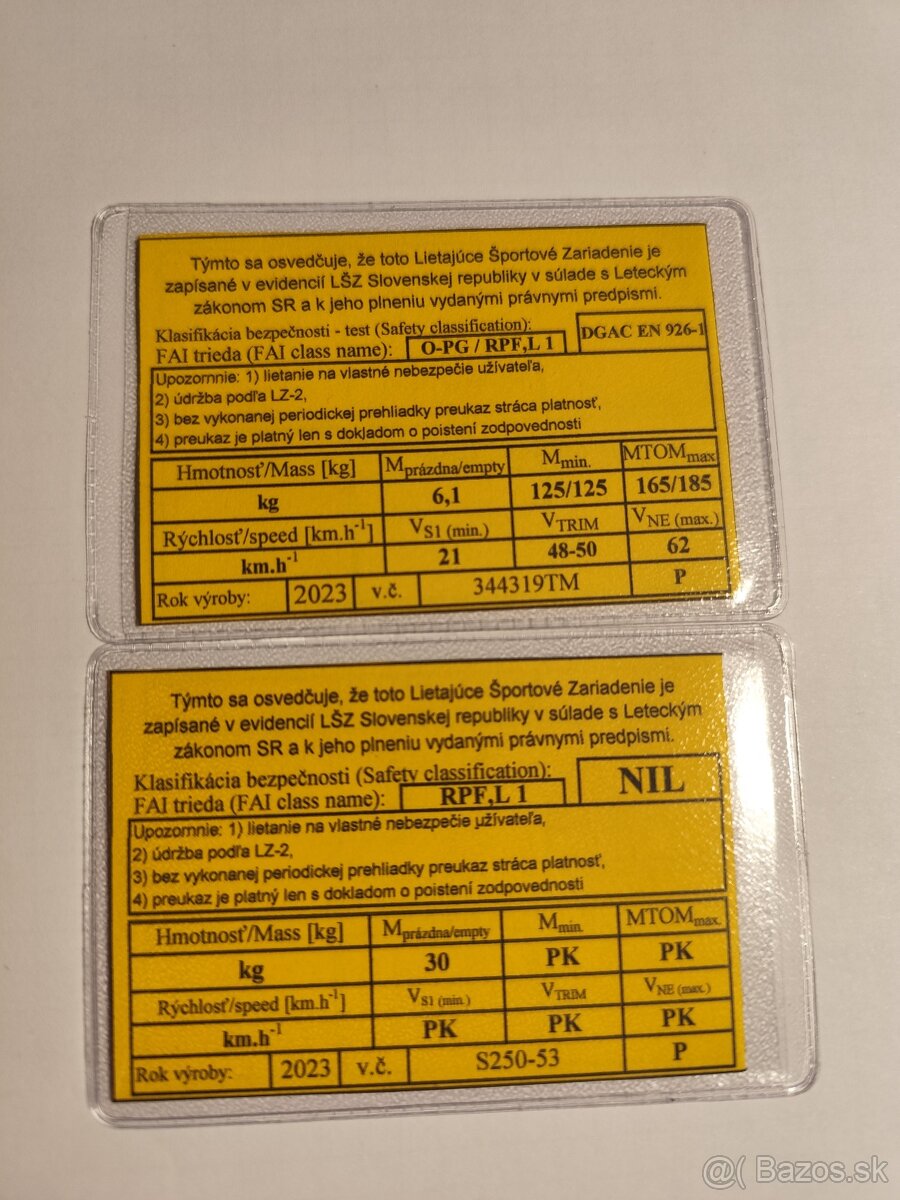 Týmto sa osvedčuje, že toto Lietajúce Športové Zariadenie je
zapísané v evidencií LŠZ Slovenskej republiky v súlade s Leteckým
zákonom SR a k jeho plneniu vydanými právnymi predpismi.
Klasifikácia bezpečnosti - test (Safety classification):
DGAC EN 926-1
FAI trieda (FAI class name): O-PG / RPF,L 1
Upozornie: 1) lietanie na vlastné nebezpečie užívateľa,
2) údržba podľa LZ-2,
3) bez vykonanej periodickej prehliadky preukaz stráca platnosť,
4) preukaz je platný len s dokladom o poistení zodpovednosti
Hmotnosť/Mass [kg] Mprázdna/empty Mmin. MTOMmax
kg 6,1 125/125 165/185
Rýchlosť/speed [km.h-1] VS1 (min.) VTRIM VNE (max.)
km.h-1 21 48-50 62
Rok výroby: 2023 v.č. 344319TM P
Týmto sa osvedčuje, že toto Lietajúce Športové Zariadenie je
zapísané v evidencií LŠZ Slovenskej republiky v súlade s Leteckým
zákonom SR a k jeho plneniu vydanými právnymi predpismi.
Klasifikácia bezpečnosti (Safety classification):
NIL
FAI trieda (FAI class name): RPF,L 1
Upozornie: 1) lietanie na vlastné nebezpečie užívateľa,
2) údržba podľa LZ-2,
3) bez vykonanej periodickej prehliadky preukaz stráca platnosť,
4) preukaz je platný len s dokladom o poistení zodpovednosti
Hmotnosť/Mass [kg] Mprázdna/empty Mmin. MTOMmax.
kg 30 PK PK
Rýchlosť/speed [km.h-1] VS1 (min.) VTRIM VNE (max.)
km.h-1 PK PK PK
Rok výroby: 2023 v.č. S250-53 P
@( Bazos.sk